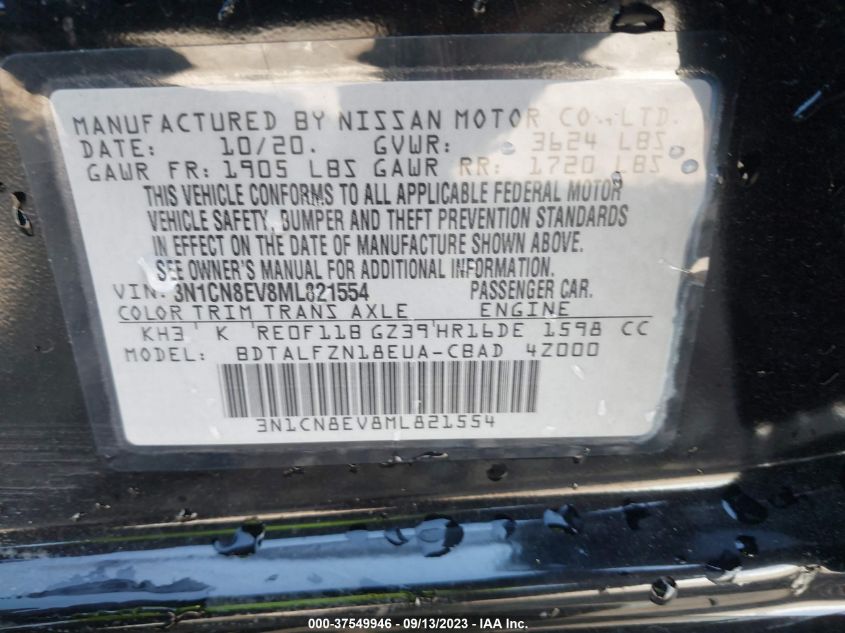 MANUFACTURED BY NISSAN MOTOR CO., LTD.
DATE: 10/20. GVWR: 3624 LBS
GAWR FR: 1905 LBS GAWR RR: 1720 LBS
THIS VEHICLE CONFORMS TO ALL APPLICABLE FEDERAL MOTOR
VEHICLE SAFETY, BUMPER AND THEFT PREVENTION STANDARDS
IN EFFECT ON THE DATE OF MANUFACTURE SHOWN ABOVE.
SEE OWNER'S MANUAL FOR ADDITIONAL INFORMATION.
VIN: 3N1CN8EV8ML821554 PASSENGER CAR.
COLOR TRIM TRANS AXLE ENGINE
KH3 K RE0F11B GZ39 HR16DE 1598 CC
MODEL: BDTALFZN18EUA-CBAD 4Z000
3N1CN8EV8ML821554
000-37549946 - 09/13/2023 - IAA Inc.